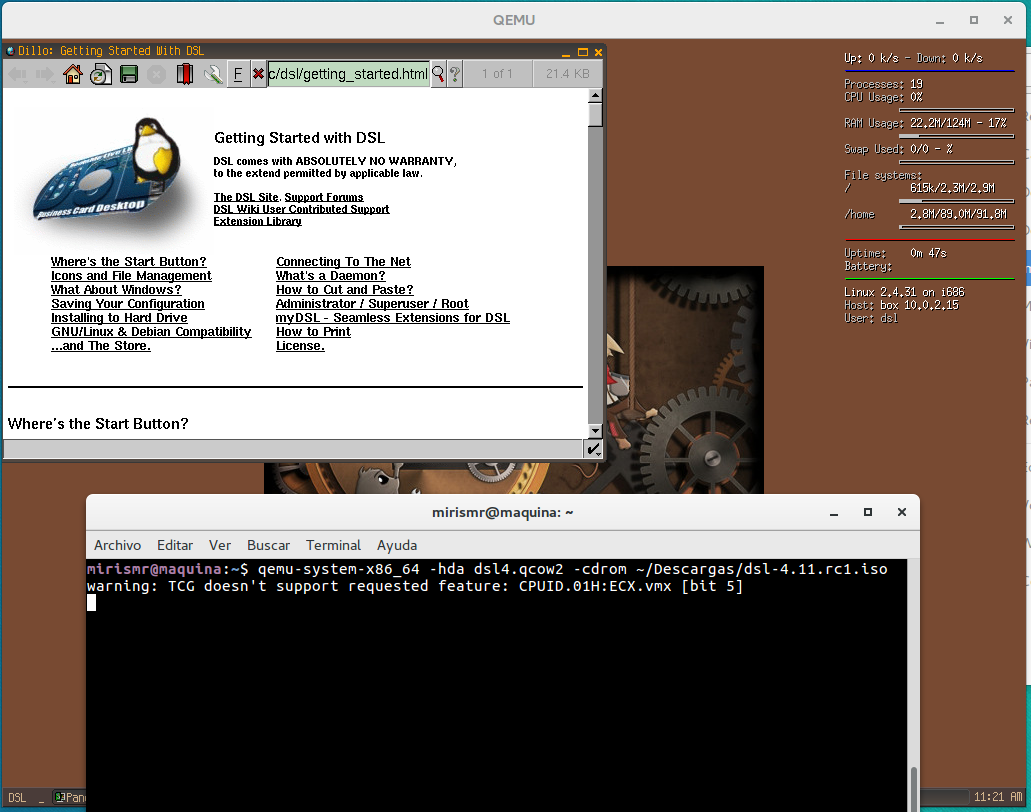 QEMU
Dillo: Getting Started With DSL
F c/dsl/getting_started.html ? 1 of 1 21.4 KB
Business Card Desktop
Getting Started with DSL
DSL comes with ABSOLUTELY NO WARRANTY,
to the extend permitted by applicable law.
The DSL Site. Support Forums
DSL Wiki User Contributed Support
Extension Library
Where's the Start Button?
Icons and File Management
What About Windows?
Saving Your Configuration
Installing to Hard Drive
GNU/Linux & Debian Compatibility
...and The Store.
Connecting To The Net
What's a Daemon?
How to Cut and Paste?
Administrator / Superuser / Root
myDSL - Seamless Extensions for DSL
How to Print
License.
Where's the Start Button?
Up: 0 k/s - Down: 0 k/s
Processes: 19
CPU Usage: 0%
RAM Usage: 22.2M/124M - 17%
Swap Used: 0/0 - %
File systems:
/ 615k/2.3M/2.9M
/home 2.8M/89.0M/91.8M
Uptime: 0m 47s
Battery:
Linux 2.4.31 on i686
Host: box 10.0.2.15
User: dsl
mirismr@maquina: ~
Archivo Editar Ver Buscar Terminal Ayuda
mirismr@maquina:~$ qemu-system-x86_64 -hda dsl4.qcow2 -cdrom ~/Descargas/dsl-4.11.rc1.iso
warning: TCG doesn't support requested feature: CPUID.01H:ECX.vmx [bit 5]
DSL _ Pan
11:21 AM